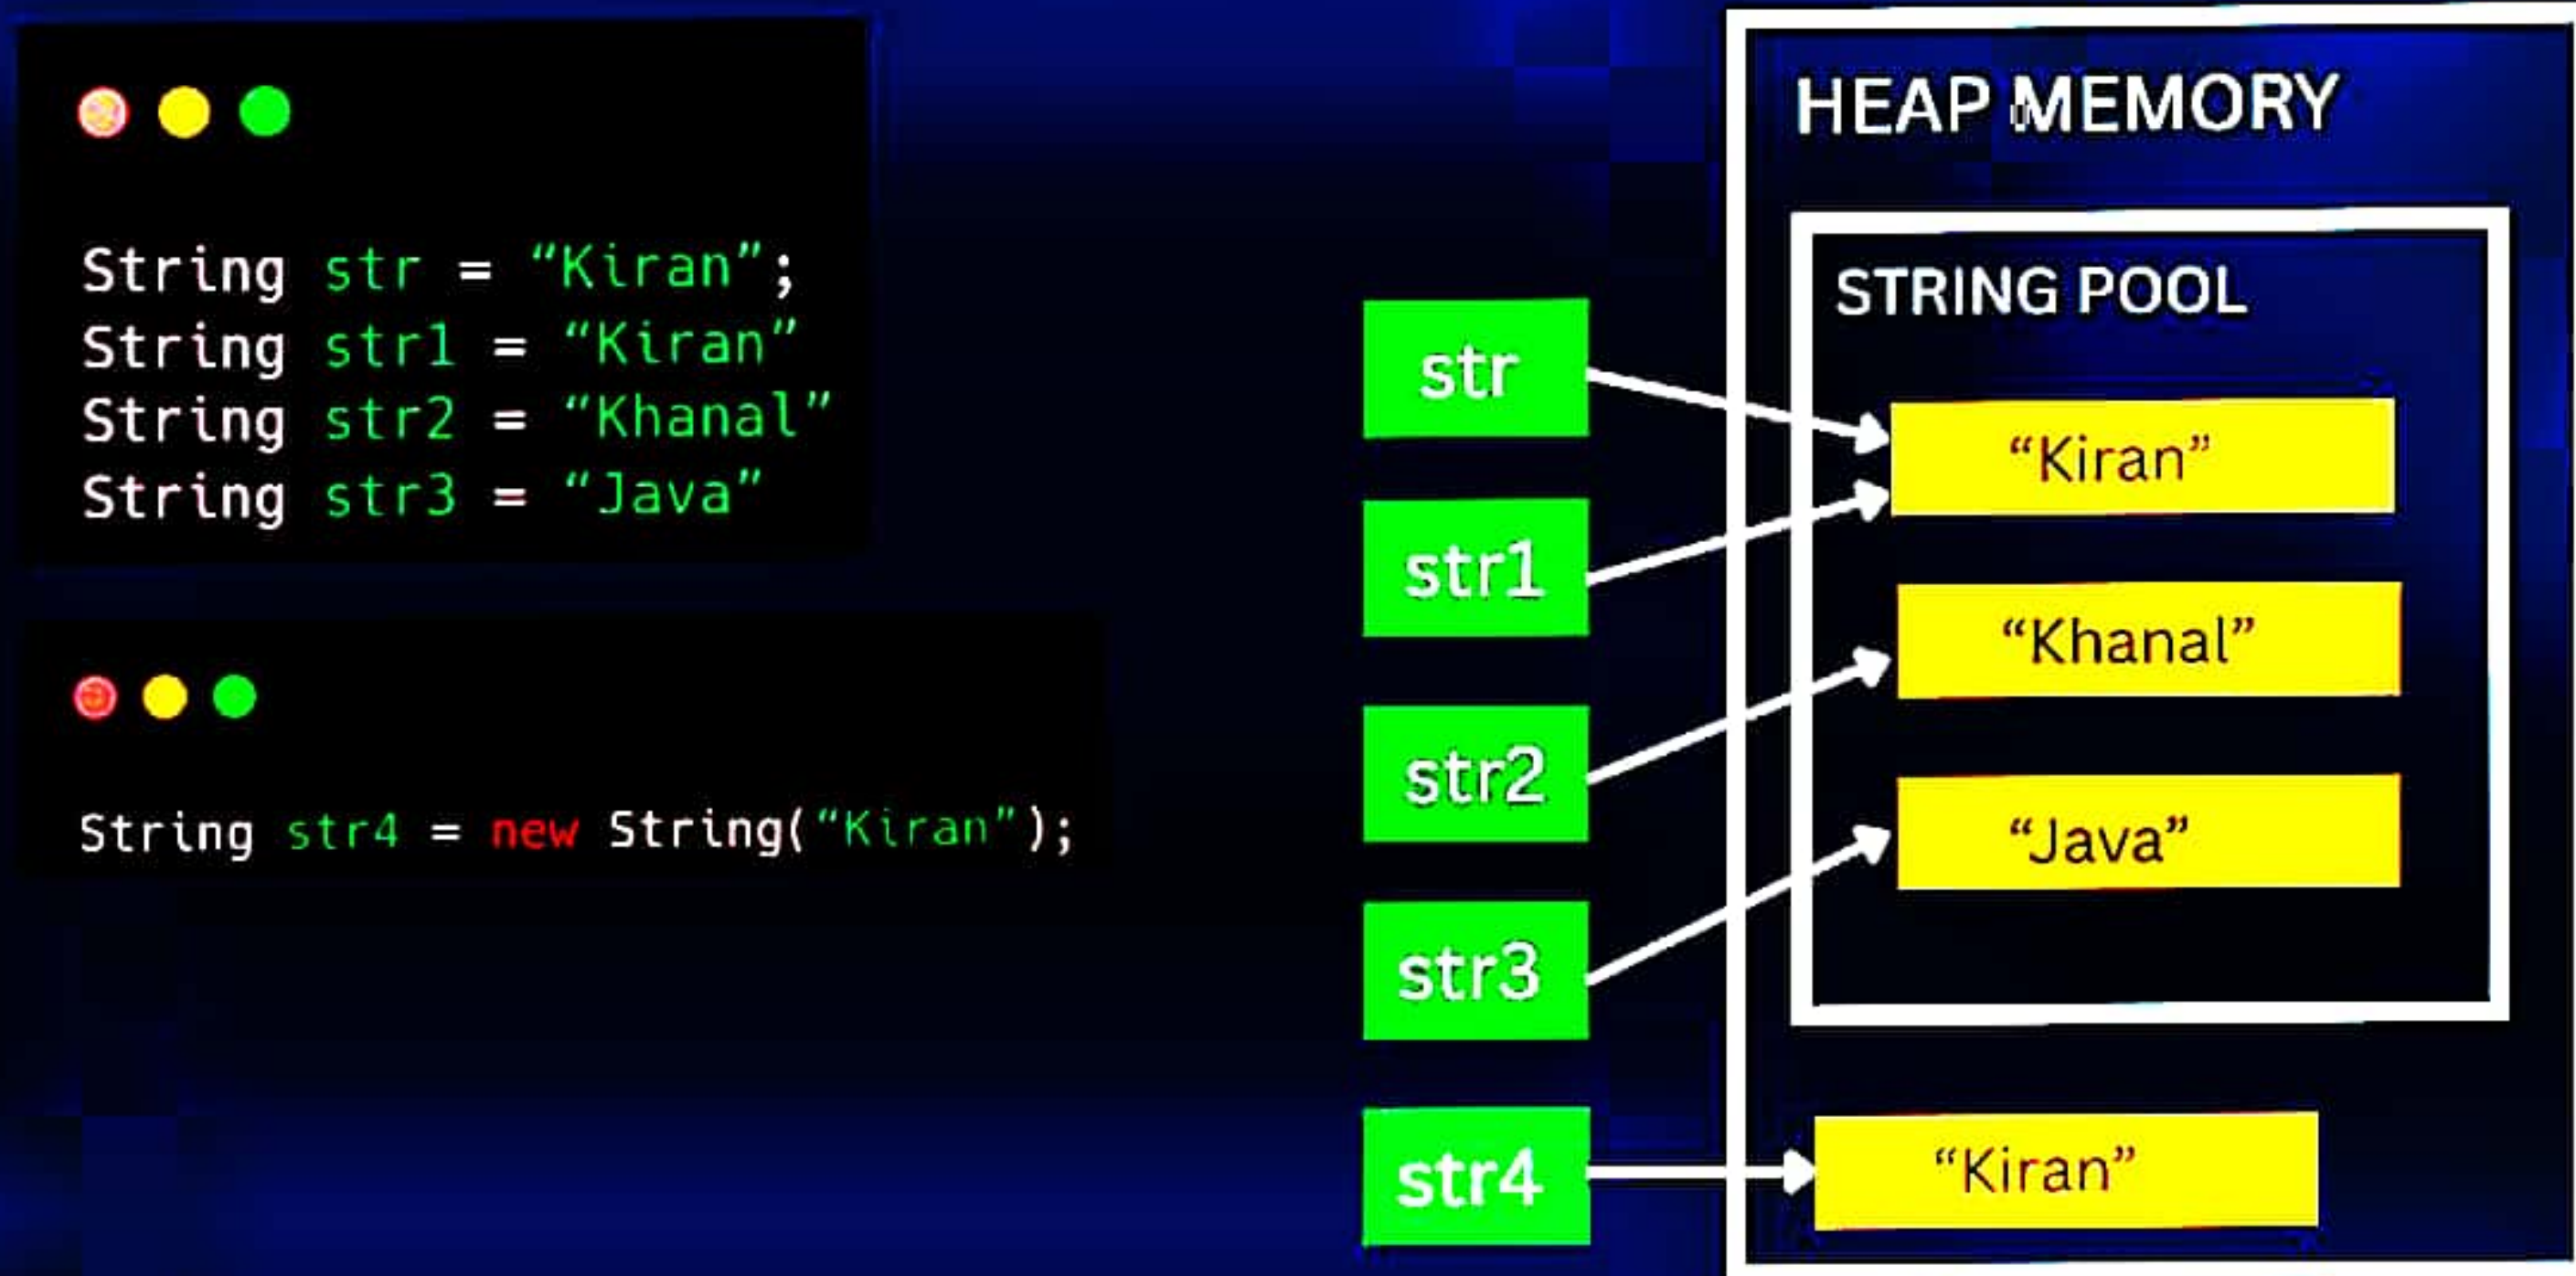 String str = “Kiran”;
String str1 = “Kiran”
String str2 = “Khanal”
String str3 = “Java”
String str4 = new String(“Kiran”);
str
str1
str2
str3
str4
HEAP MEMORY
STRING POOL
“Kiran”
“Khanal”
“Java”
“Kiran”